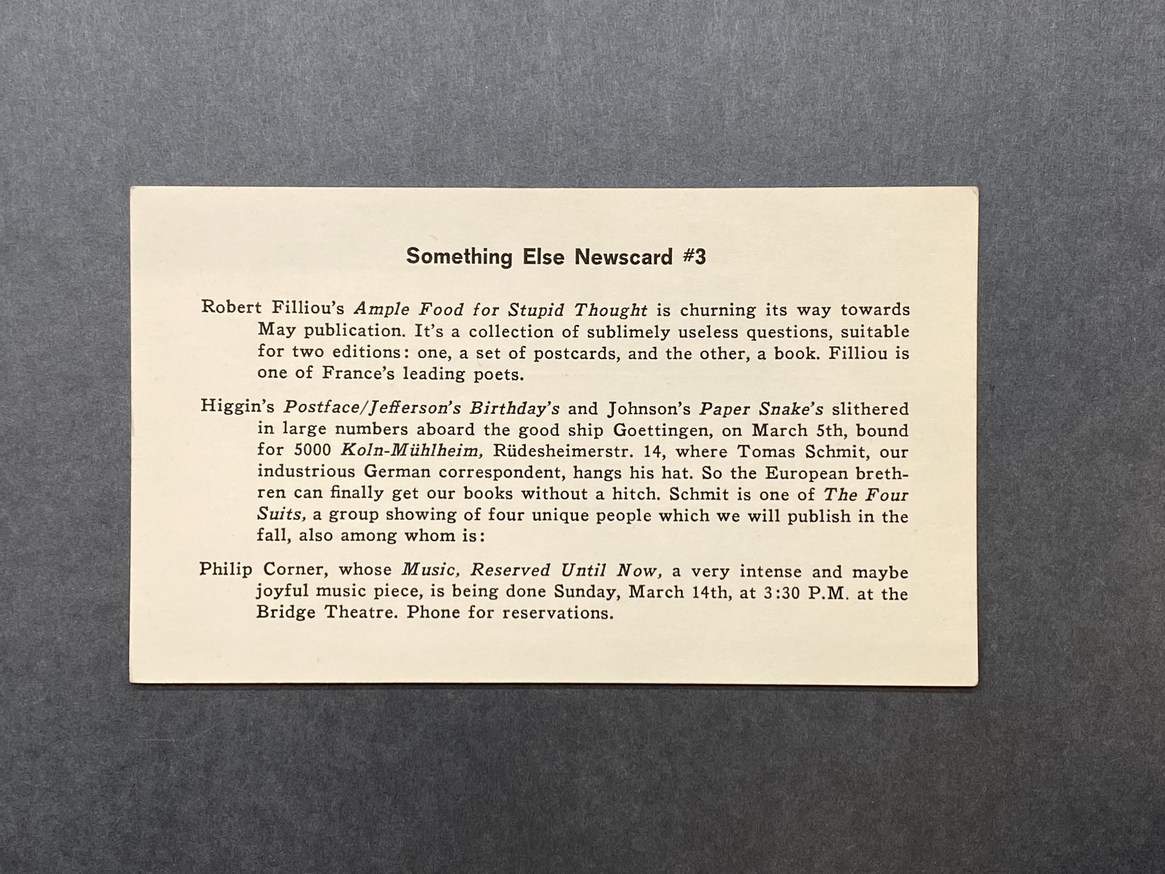 Something Else Newscard #3
Robert Filliou's Ample Food for Stupid Thought is churning its way towards
May publication. It's a collection of sublimely useless questions, suitable
for two editions: one, a set of postcards, and the other, a book. Filliou is
one of France's leading poets.
Higgin's Postface/Jefferson's Birthday's and Johnson's Paper Snake's slithered
in large numbers aboard the good ship Goettingen, on March 5th, bound
for 5000 Koln-Mühlheim, Rüdesheimerstr. 14, where Tomas Schmit, our
industrious German correspondent, hangs his hat. So the European breth-
ren can finally get our books without a hitch. Schmit is one of The Four
Suits, a group showing of four unique people which we will publish in the
fall, also among whom is:
Philip Corner, whose Music, Reserved Until Now, a very intense and maybe
joyful music piece, is being done Sunday, March 14th, at 3:30 P.M. at the
Bridge Theatre. Phone for reservations.